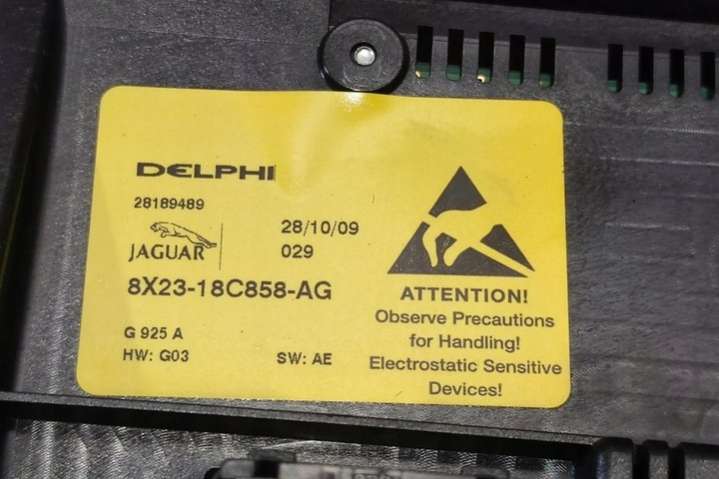 DELPHI
28189489
JAGUAR
28/10/09
029
8X23-18C858-AG
G 925 A
HW: G03
SW: AE
ATTENTION!
Observe Precautions
for Handling!
Electrostatic Sensitive
Devices!